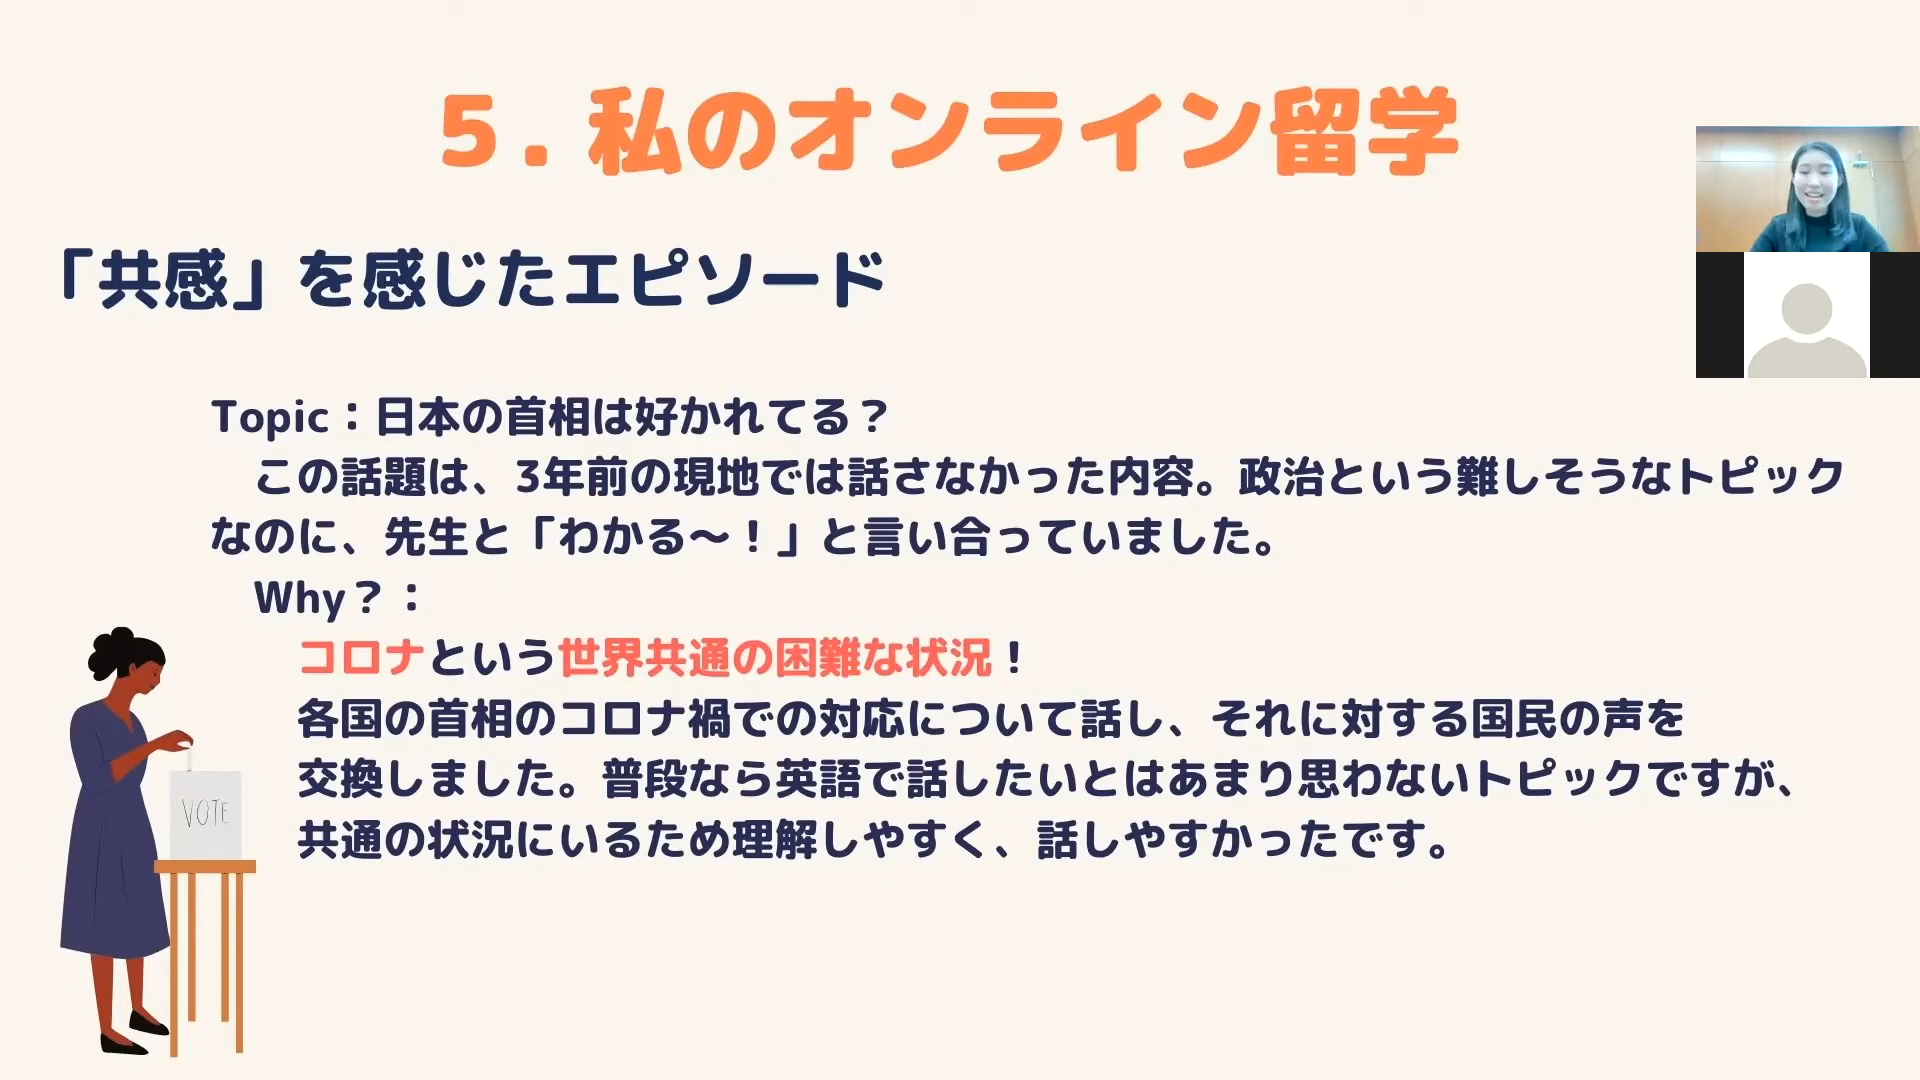 5．私のオンライン留学
「共感」を感じたエピソード
Topic：日本の首相は好かれてる？
この話題は、3年前の現地では話さなかった内容。政治という難しそうなトピック
なのに、先生と「わかる～！」と言い合っていました。
Why？：
コロナという世界共通の困難な状況！
各国の首相のコロナ禍での対応について話し、それに対する国民の声を
交換しました。普段なら英語で話したいとはあまり思わないトピックですが、
共通の状況にいるため理解しやすく、話しやすかったです。
VOTE